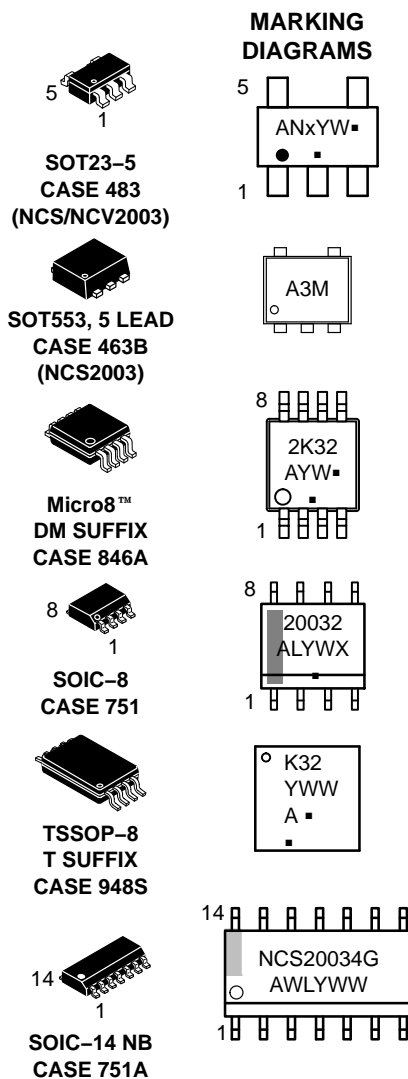 MARKING
DIAGRAMS
5
1
SOT23−5
CASE 483
(NCS/NCV2003)
5
ANxYW▪
▪
1
SOT553, 5 LEAD
CASE 463B
(NCS2003)
A3M
Micro8™
DM SUFFIX
CASE 846A
8
2K32
AYW▪
▪
1
8
1
SOIC−8
CASE 751
8
20032
ALYWX
▪
1
TSSOP−8
T SUFFIX
CASE 948S
K32
YWW
A ▪
▪
14
1
SOIC−14 NB
CASE 751A
14
NCS20034G
AWLYWW
1